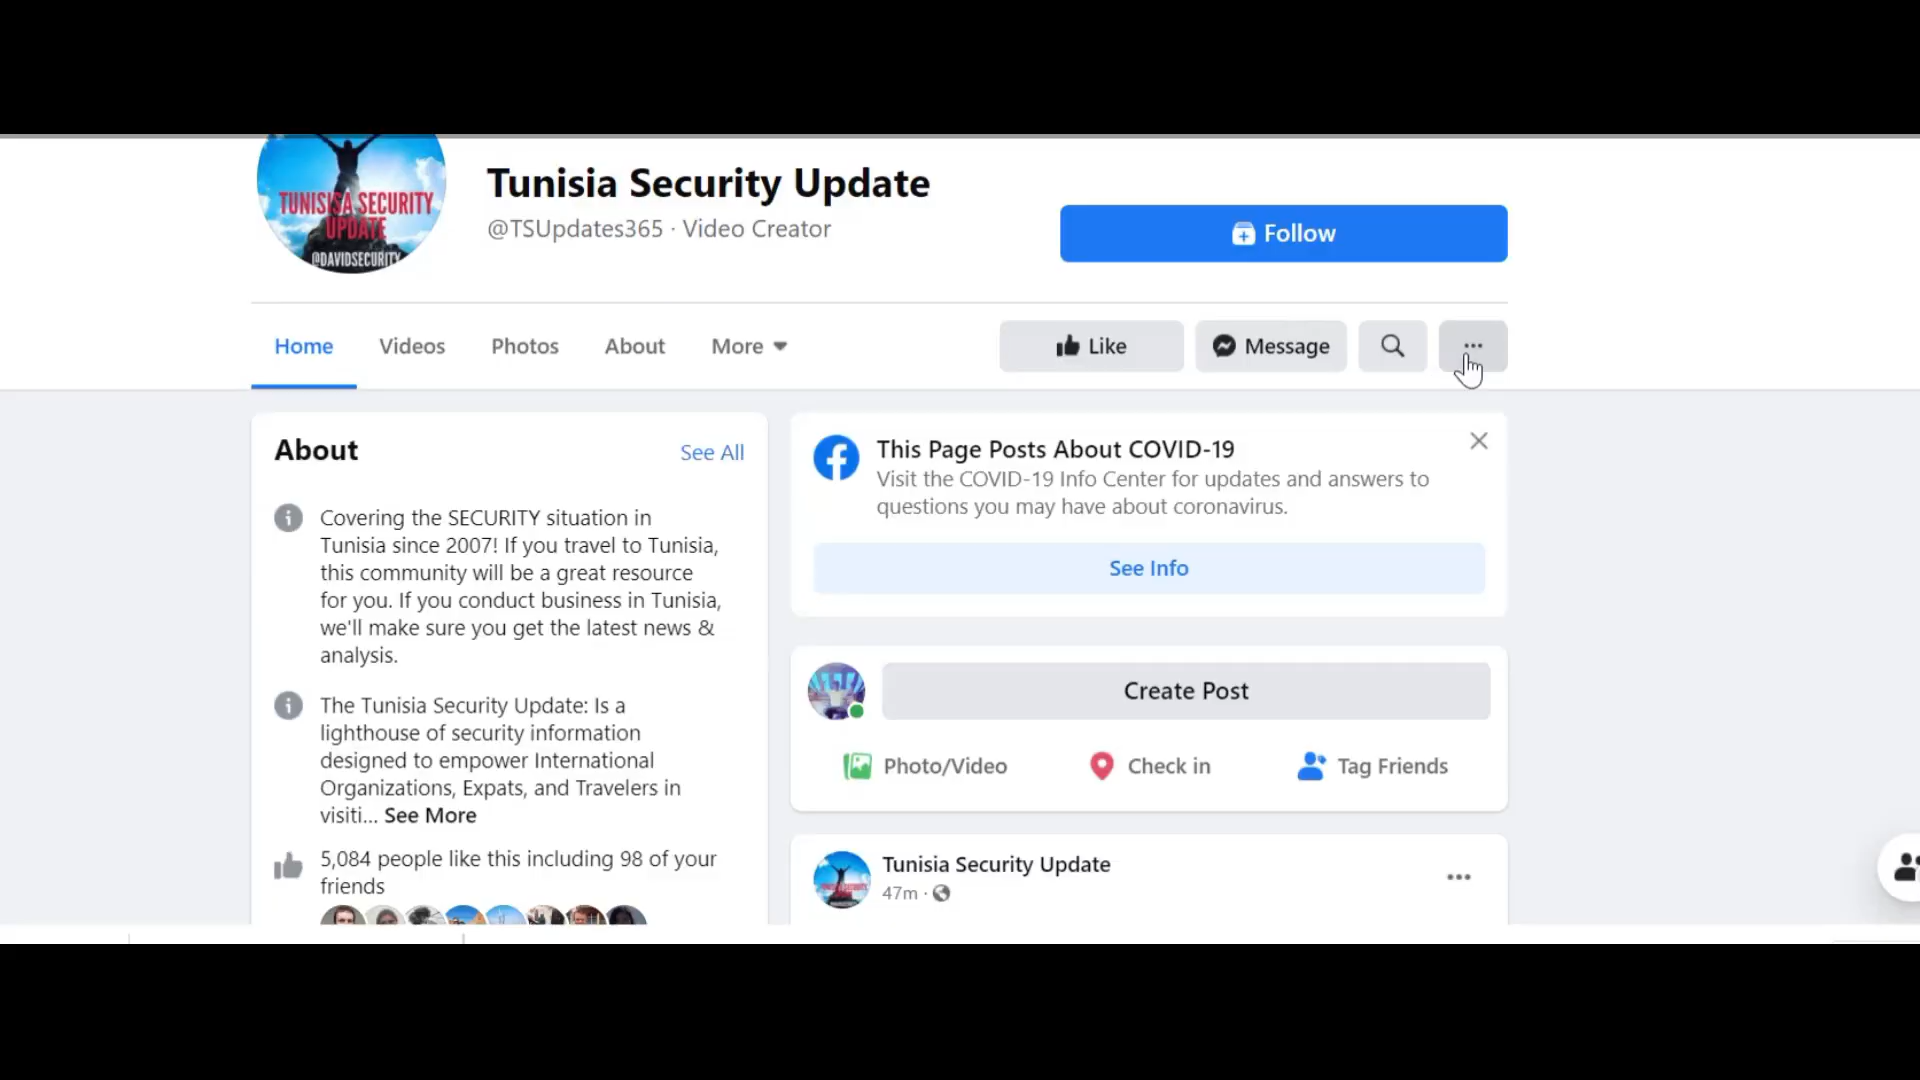 TUNISISA SECURITY
UPDATE
@DAVIDSECURITY
Tunisia Security Update
@TSUpdates365 · Video Creator
Follow
Home
Videos
Photos
About
More
Like
Message
About
See All
Covering the SECURITY situation in
Tunisia since 2007! If you travel to Tunisia,
this community will be a great resource
for you. If you conduct business in Tunisia,
we'll make sure you get the latest news &
analysis.
The Tunisia Security Update: Is a
lighthouse of security information
designed to empower International
Organizations, Expats, and Travelers in
visiti... See More
5,084 people like this including 98 of your
friends
This Page Posts About COVID-19
Visit the COVID-19 Info Center for updates and answers to
questions you may have about coronavirus.
See Info
Create Post
Photo/Video
Check in
Tag Friends
Tunisia Security Update
47m ·